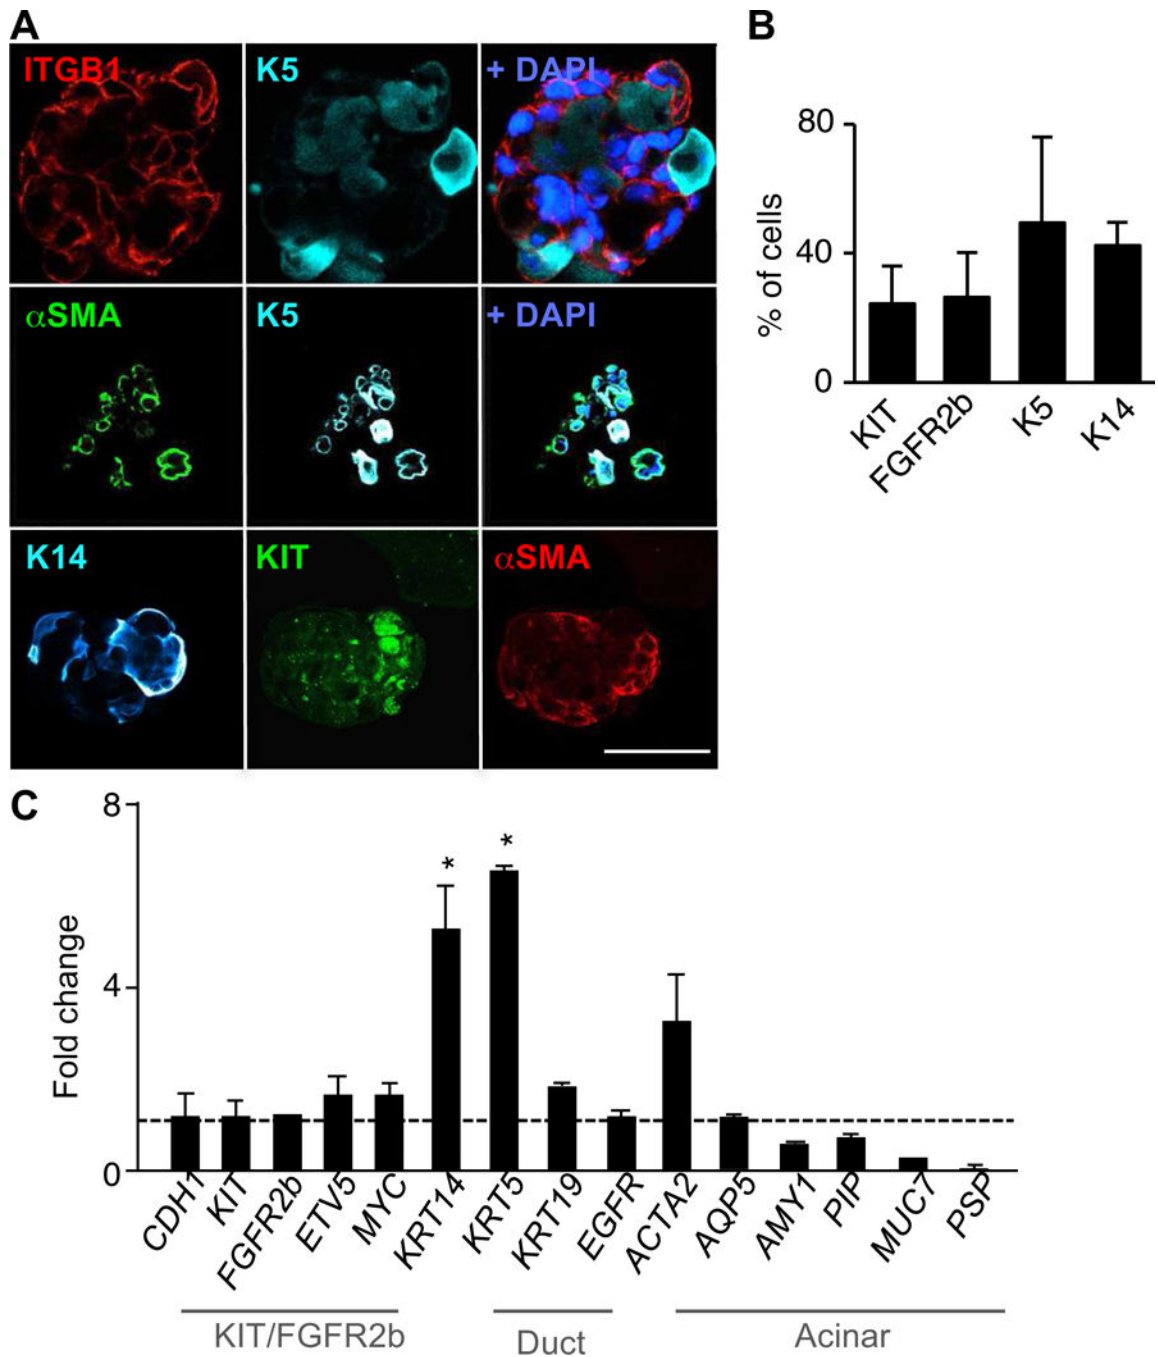 A
ITGB1 K5 + DAPI
αSMA K5 + DAPI
K14 KIT αSMA
B
80
40
0
% of cells
KIT FGFR2b K5 K14
C
8
4
0
Fold change
* *
CDH1 KIT FGFR2b ETV5 MYC KRT14 KRT5 KRT19 EGFR ACTA2 AQP5 AMY1 PIP MUC7 PSP
KIT/FGFR2b Duct Acinar